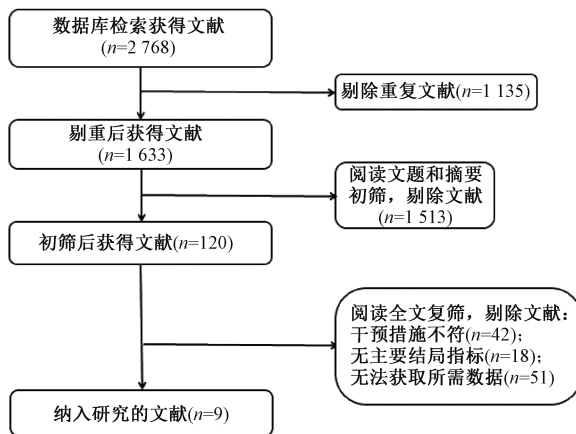 数据库检索获得文献
(n=2 768)
剔除重复文献(n=1 135)
剔重后获得文献
(n=1 633)
阅读文题和摘要
初筛，剔除文献
(n=1 513)
初筛后获得文献(n=120)
阅读全文复筛，剔除文献：
干预措施不符(n=42)；
无主要结局指标(n=18)；
无法获取所需数据(n=51)
纳入研究的文献(n=9)